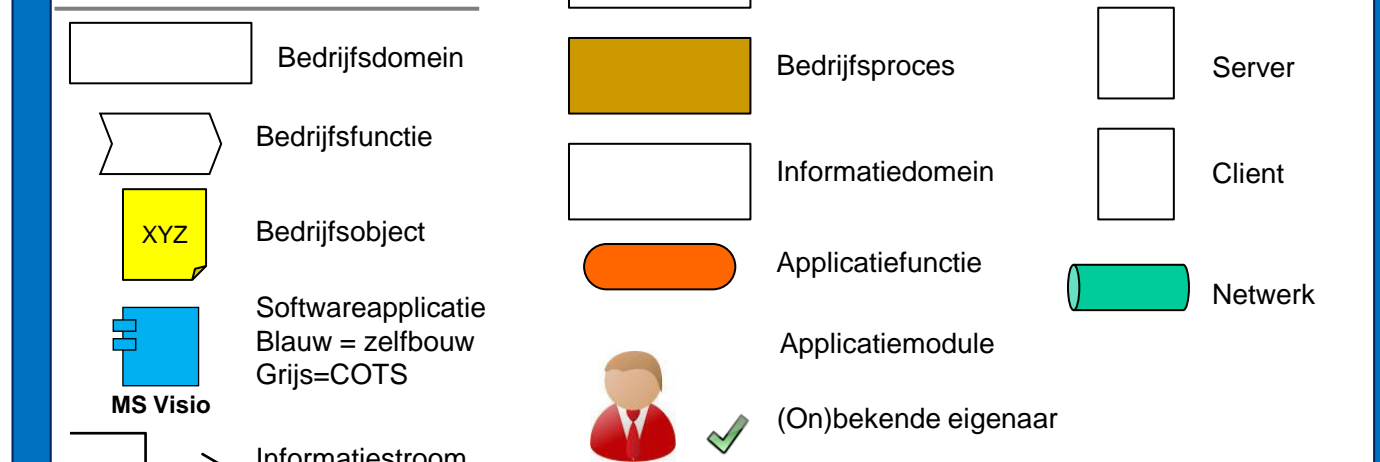 Bedrijfsdomein
Bedrijfsfunctie
XYZ
Bedrijfsobject
Softwareapplicatie
Blauw = zelfbouw
Grijs=COTS
MS Visio
Informatiestroom
Bedrijfsproces
Informatiedomein
Applicatiefunctie
Applicatiemodule
(On)bekende eigenaar
Server
Client
Netwerk